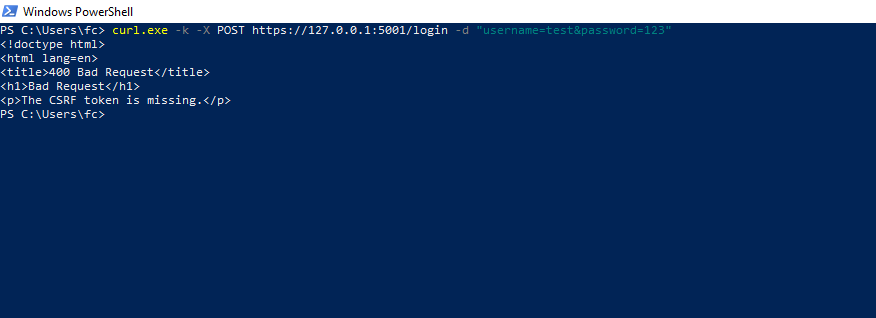 Windows PowerShell
PS C:\Users\fc> curl.exe -k -X POST https://127.0.0.1:5001/login -d "username=test&password=123"
<!doctype html>
<html lang=en>
<title>400 Bad Request</title>
<h1>Bad Request</h1>
<p>The CSRF token is missing.</p>
PS C:\Users\fc>